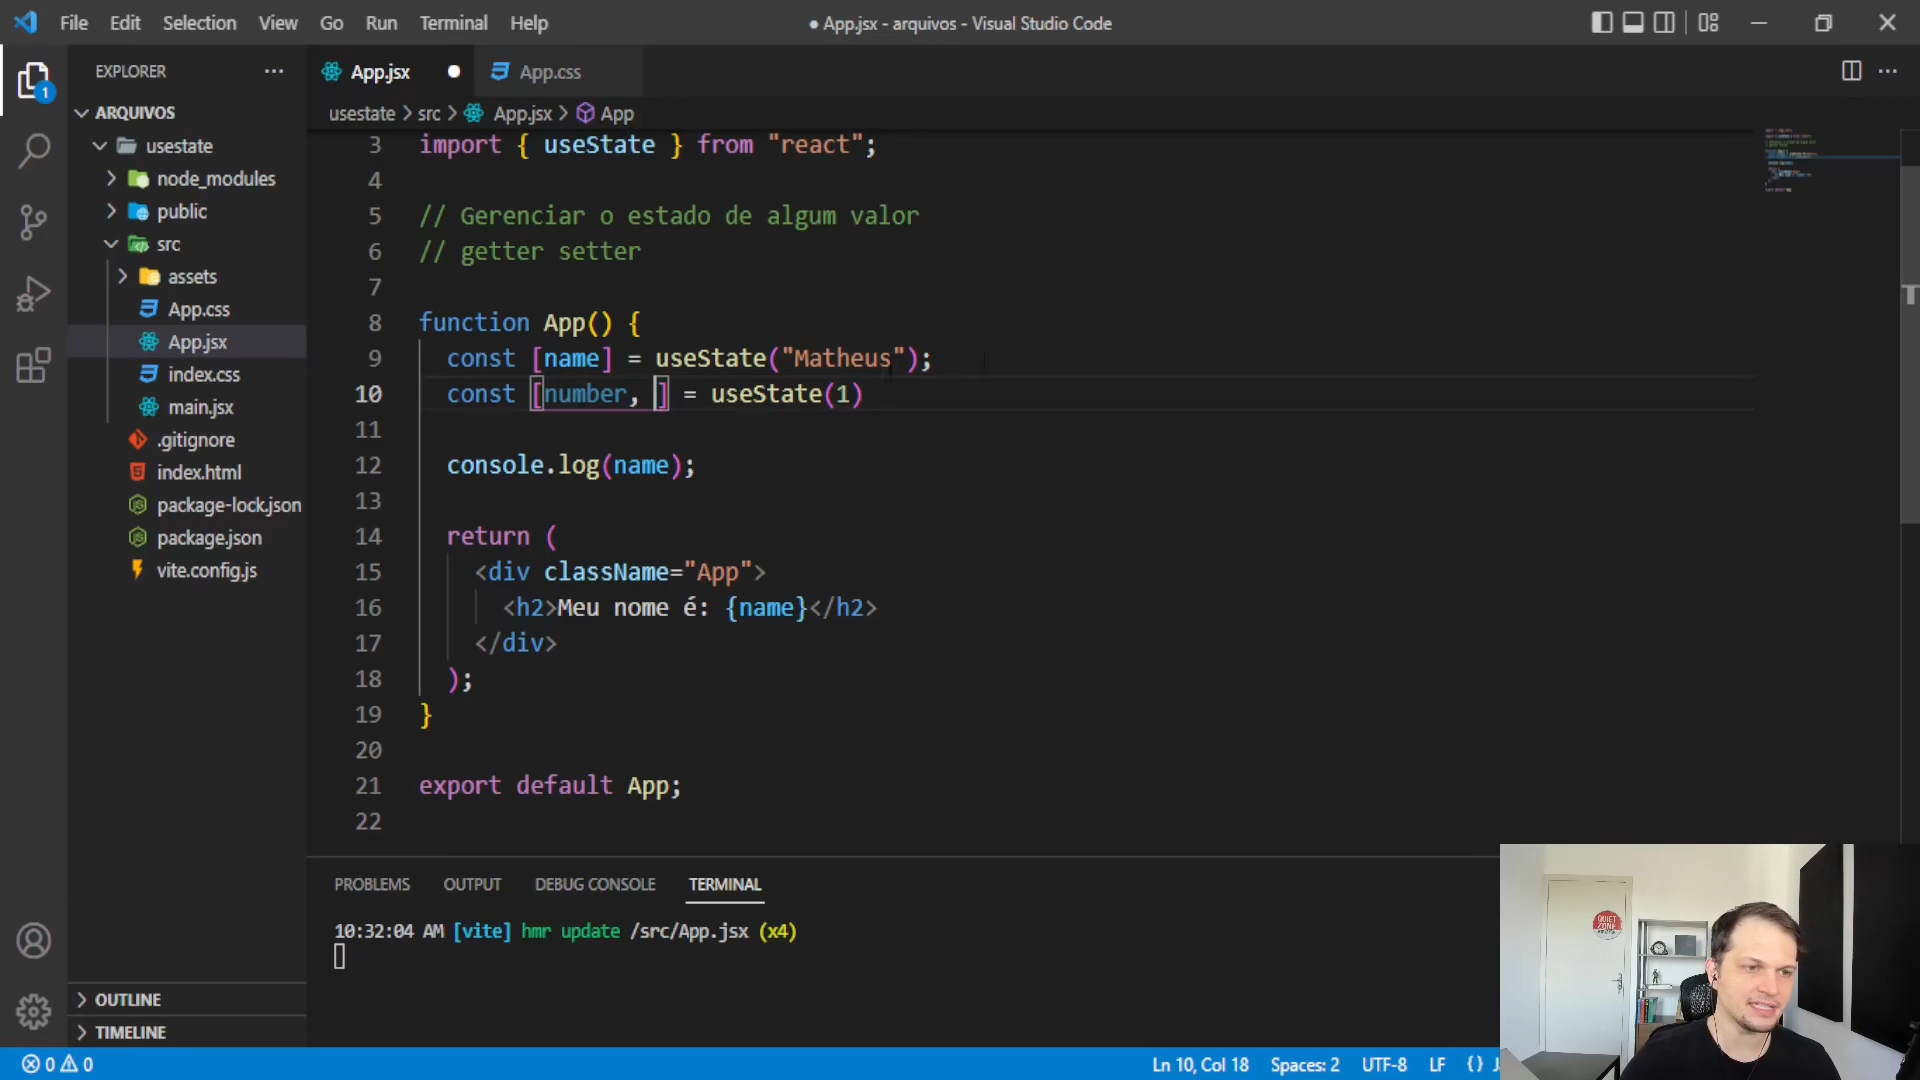 File Edit Selection View Go Run Terminal Help
● App.jsx - arquivos - Visual Studio Code
EXPLORER
ARQUIVOS
usestate
node_modules
public
src
assets
App.css
App.jsx
index.css
main.jsx
.gitignore
index.html
package-lock.json
package.json
vite.config.js
OUTLINE
TIMELINE
1
App.jsx
App.css
usestate > src > App.jsx > App
3 import { useState } from "react";
4
5 // Gerenciar o estado de algum valor
6 // getter setter
7
8 function App() {
9 const [name] = useState("Matheus");
10 const [number, ] = useState(1)
11
12 console.log(name);
13
14 return (
15 <div className="App">
16 <h2>Meu nome é: {name}</h2>
17 </div>
18 );
19 }
20
21 export default App;
22
PROBLEMS OUTPUT DEBUG CONSOLE TERMINAL
10:32:04 AM [vite] hmr update /src/App.jsx (x4)
QUIET
ZONE
0 0
Ln 10, Col 18 Spaces: 2 UTF-8 LF {}